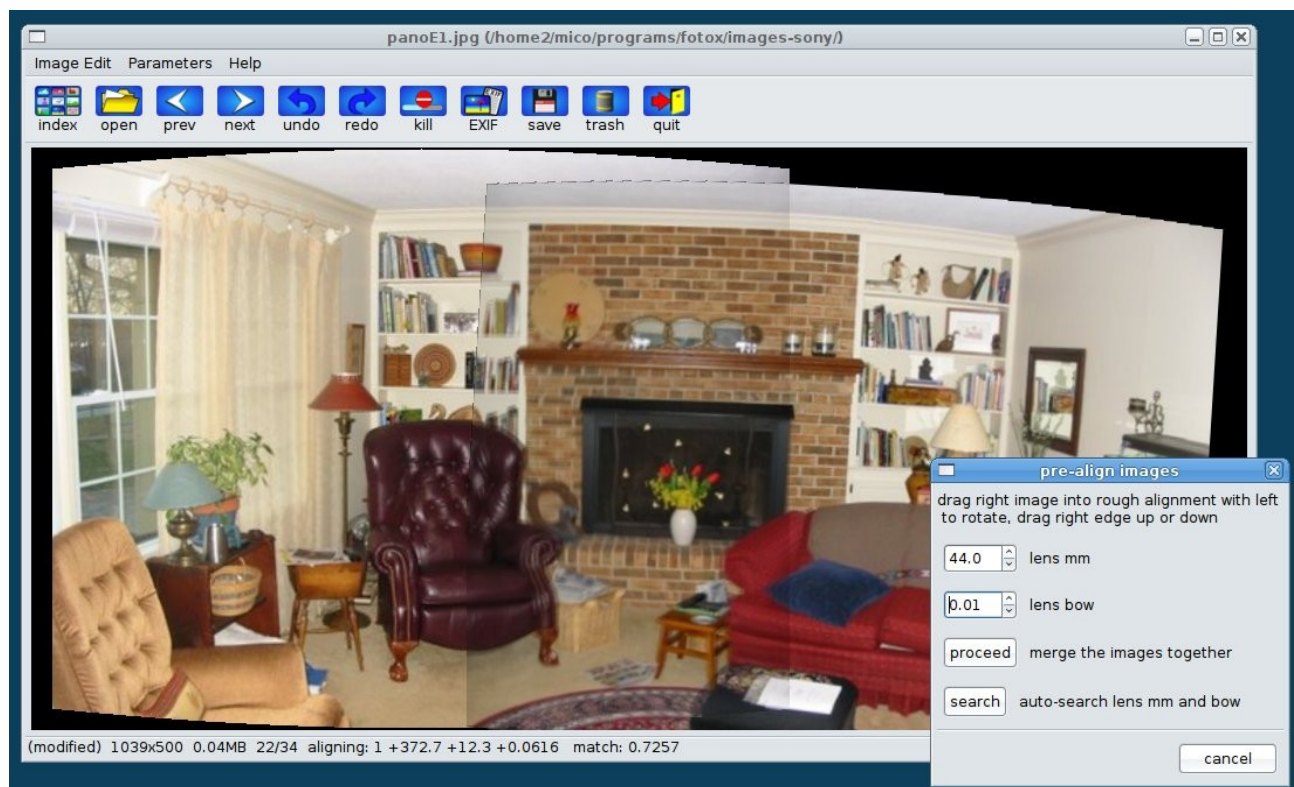 panoE1.jpg (/home2/mico/programs/fotox/images-sony/)
Image Edit Parameters Help
index open prev next undo redo kill EXIF save trash quit
pre-align images
drag right image into rough alignment with left
to rotate, drag right edge up or down
44.0 lens mm
0.01 lens bow
proceed merge the images together
search auto-search lens mm and bow
cancel
(modified) 1039x500 0.04MB 22/34 aligning: 1 +372.7 +12.3 +0.0616 match: 0.7257